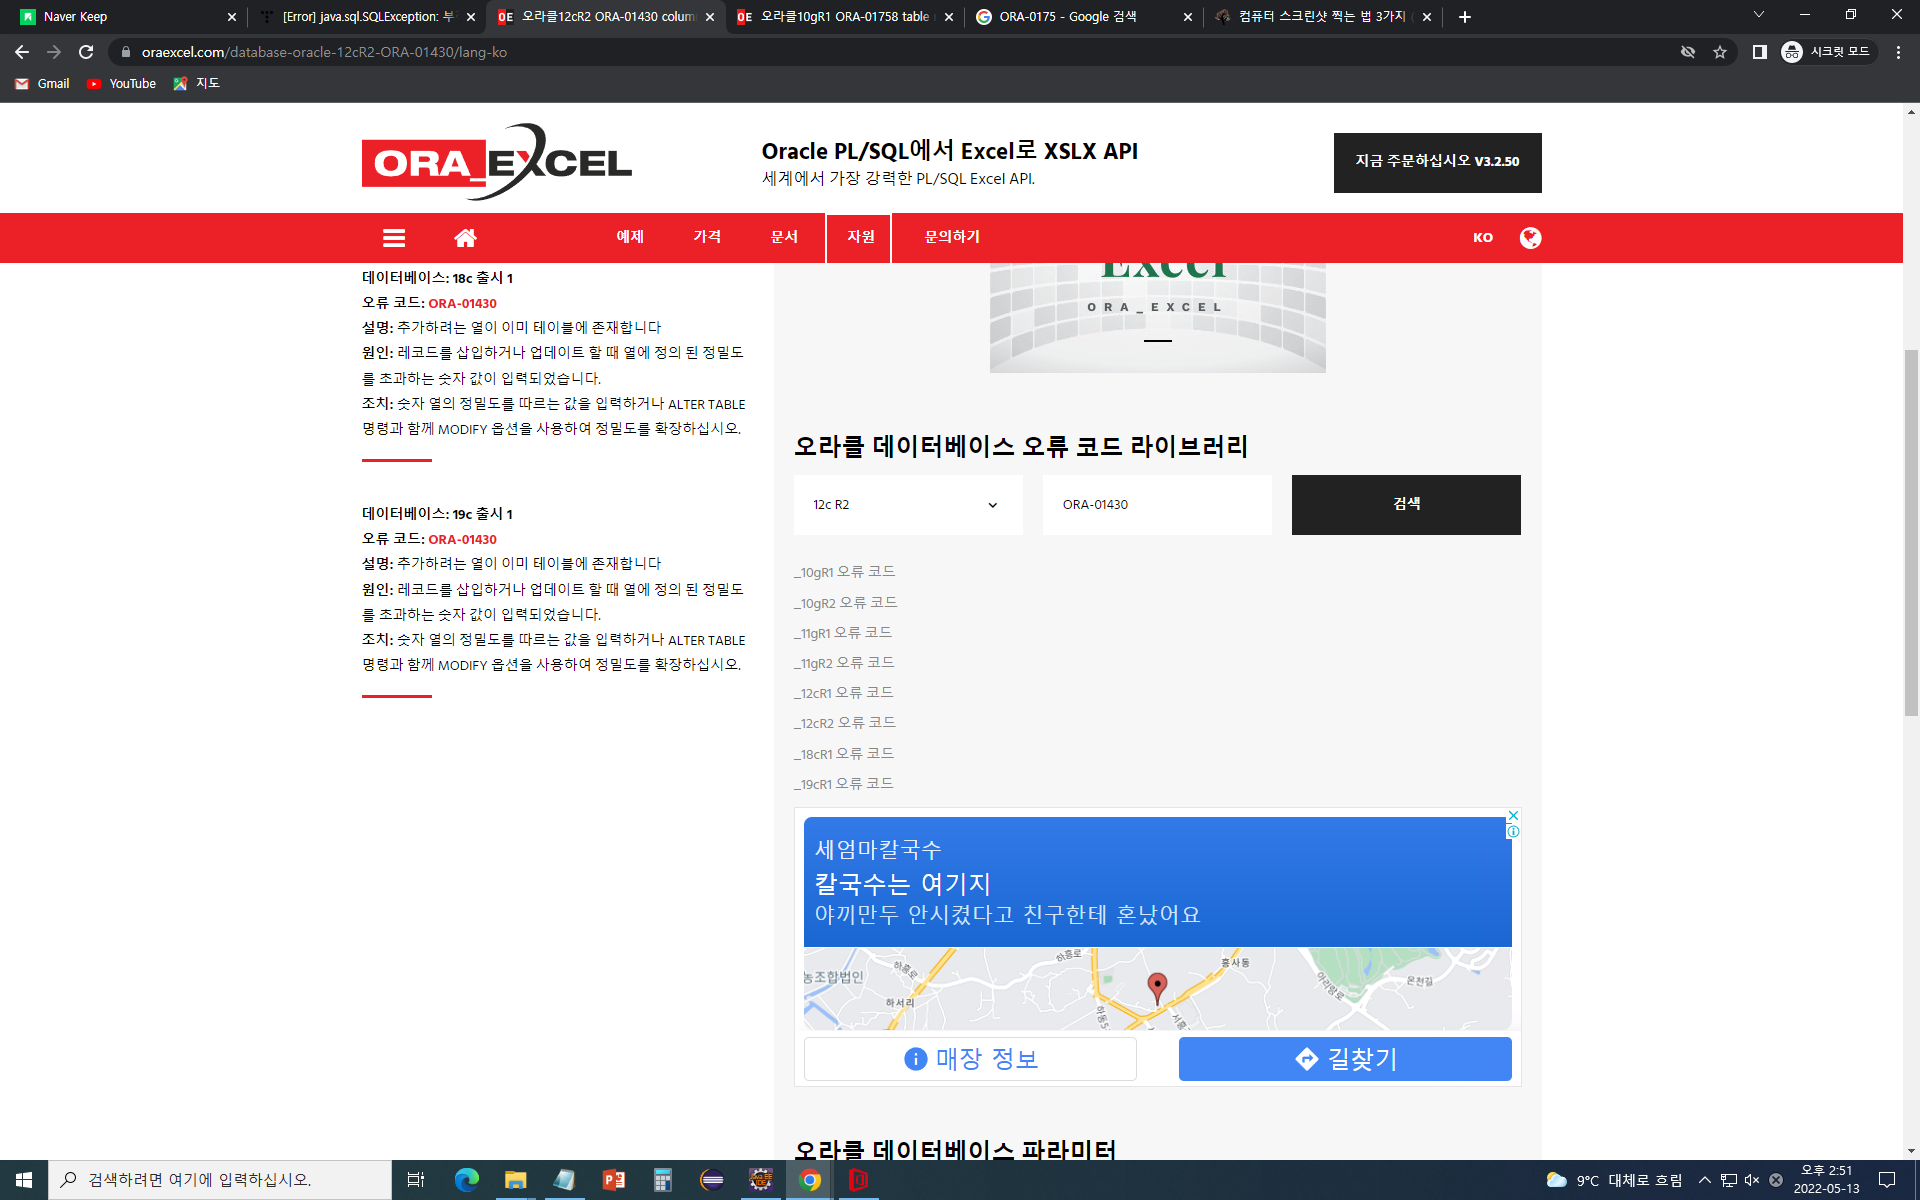 Naver Keep
[Error] java.sql.SQLException: 부
오라클12cR2 ORA-01430 colum
오라클10gR1 ORA-01758 table
ORA-0175 - Google 검색
컴퓨터 스크린샷 찍는 법 3가지
oraexcel.com/database-oracle-12cR2-ORA-01430/lang-ko
시크릿 모드
Gmail
YouTube
지도
ORA_EXCEL
Oracle PL/SQL에서 Excel로 XSLX API
세계에서 가장 강력한 PL/SQL Excel API.
지금 주문하십시오 V3.2.50
예제
가격
문서
자원
문의하기
KO
데이터베이스: 18c 출시 1
오류 코드: ORA-01430
설명: 추가하려는 열이 이미 테이블에 존재합니다
원인: 레코드를 삽입하거나 업데이트 할 때 열에 정의 된 정밀도
를 초과하는 숫자 값이 입력되었습니다.
조치: 숫자 열의 정밀도를 따르는 값을 입력하거나 ALTER TABLE
명령과 함께 MODIFY 옵션을 사용하여 정밀도를 확장하십시오.
데이터베이스: 19c 출시 1
오류 코드: ORA-01430
설명: 추가하려는 열이 이미 테이블에 존재합니다
원인: 레코드를 삽입하거나 업데이트 할 때 열에 정의 된 정밀도
를 초과하는 숫자 값이 입력되었습니다.
조치: 숫자 열의 정밀도를 따르는 값을 입력하거나 ALTER TABLE
명령과 함께 MODIFY 옵션을 사용하여 정밀도를 확장하십시오.
Excel
ORA_EXCEL
오라클 데이터베이스 오류 코드 라이브러리
12c R2
ORA-01430
검색
_10gR1 오류 코드
_10gR2 오류 코드
_11gR1 오류 코드
_11gR2 오류 코드
_12cR1 오류 코드
_12cR2 오류 코드
_18cR1 오류 코드
_19cR1 오류 코드
세엄마칼국수
칼국수는 여기지
야끼만두 안시켰다고 친구한테 혼났어요
농조합법인
하흥로
하서리
하흥로
하동5
흥사동
서흥
아리랑로
온천길
매장 정보
길찾기
오라클 데이터베이스 파라미터
검색하려면 여기에 입력하십시오.
9°C 대체로 흐림
오후 2:51
2022-05-13